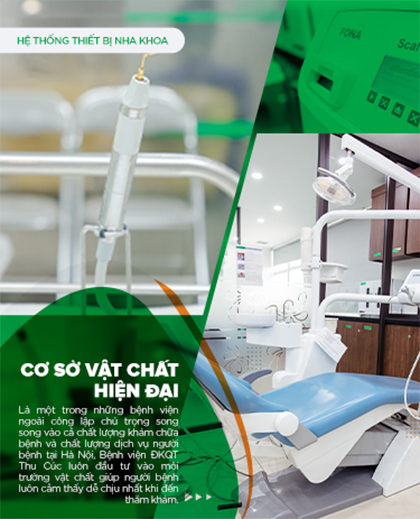 HỆ THỐNG THIẾT BỊ NHA KHOA
FONA
Scal
CƠ SỞ VẬT CHẤT
HIỆN ĐẠI
Là một trong những bệnh viện
ngoài công lập chú trọng song
song vào cả chất lượng khám chữa
bệnh và chất lượng dịch vụ người
bệnh tại Hà Nội, Bệnh viện ĐKQT
Thu Cúc luôn đầu tư vào môi
trường vật chất giúp người bệnh
luôn cảm thấy dễ chịu nhất khi đến
thăm khám.